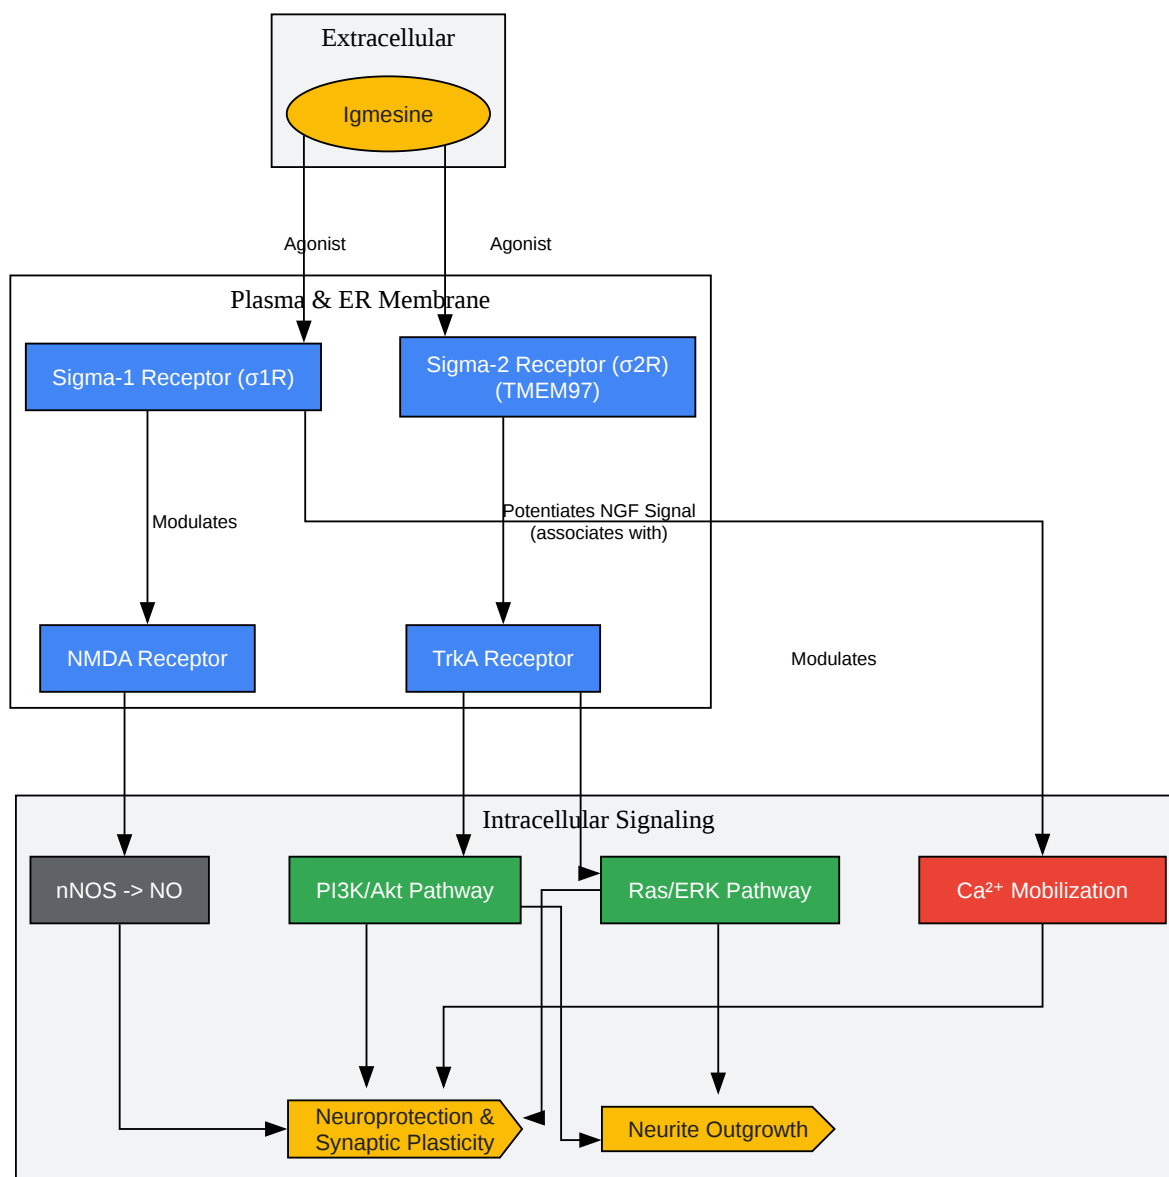 Extracellular
Igmesine
Agonist
Agonist
Plasma & ER Membrane
Sigma-1 Receptor (σ1R)
Sigma-2 Receptor (σ2R)
(TMEM97)
Modulates
Potentiates NGF Signal
(associates with)
NMDA Receptor
TrkA Receptor
Modulates
Intracellular Signaling
nNOS -> NO
PI3K/Akt Pathway
Ras/ERK Pathway
Ca²⁺ Mobilization
Neuroprotection &
Synaptic Plasticity
Neurite Outgrowth